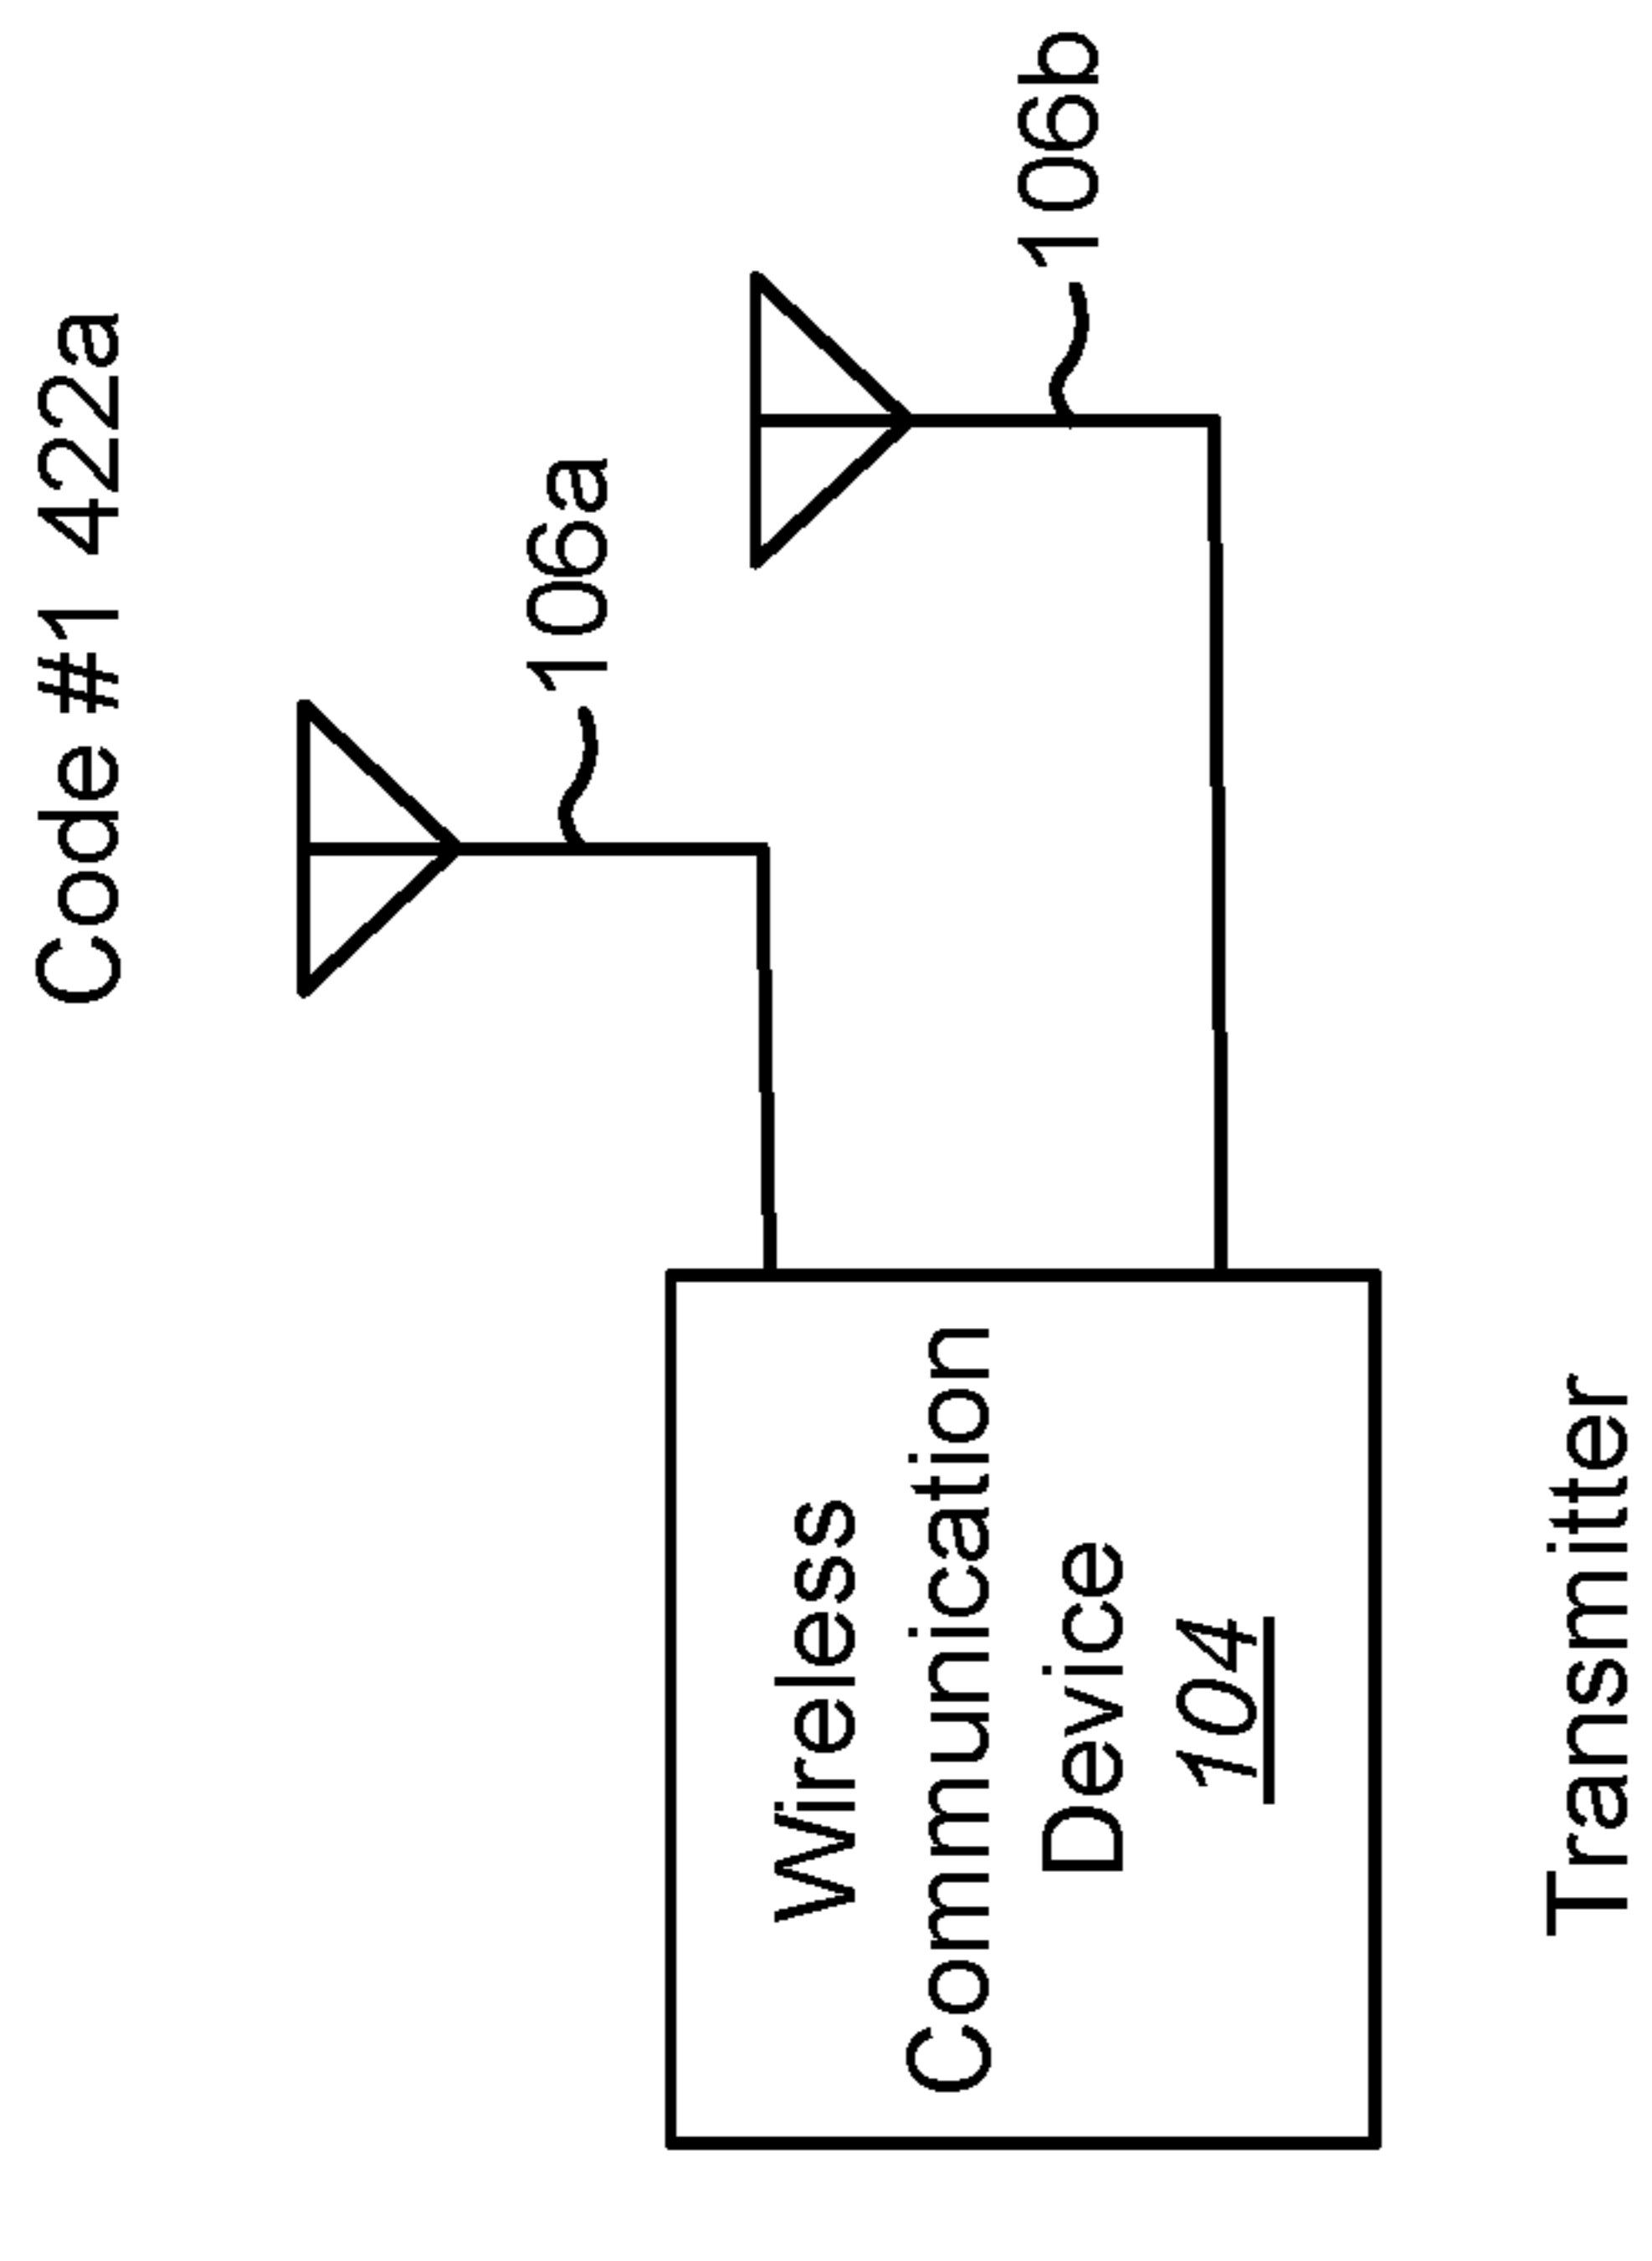 Code #1 422a
106a
106b
Wireless
Communication
Device
104
Transmitter